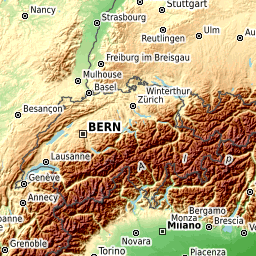 Stuttgart
Nancy
Strasbourg
Reutlingen
Ulm
Au
Freiburg im Breisgau
Mulhouse
Basel
Winterthur
Zürich
Besançon
BERN
Lausanne
A l p
Genève
Annecy
Bergamo
Monza
Brescia
Milano
Novara
Grenoble
Torino
Piacenza